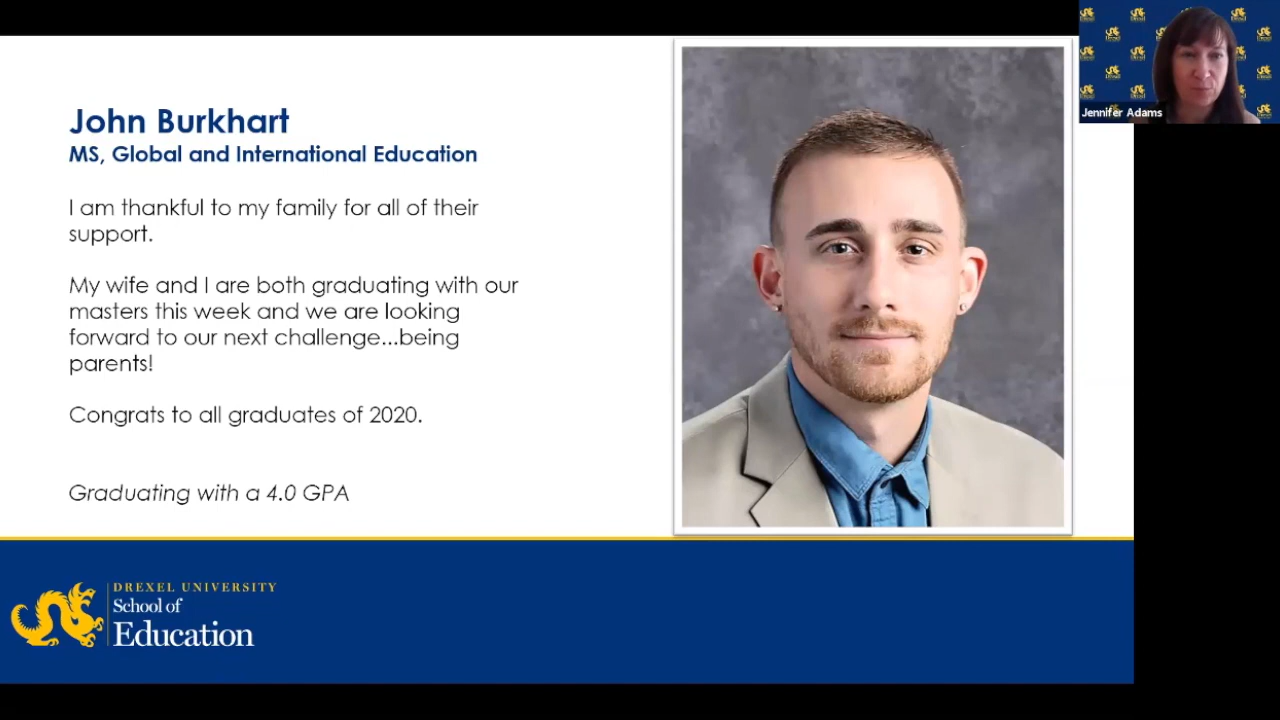 John Burkhart
MS, Global and International Education
I am thankful to my family for all of their
support.
My wife and I are both graduating with our
masters this week and we are looking
forward to our next challenge...being
parents!
Congrats to all graduates of 2020.
Graduating with a 4.0 GPA
DREXEL UNIVERSITY
School of
Education
Jennifer Adams